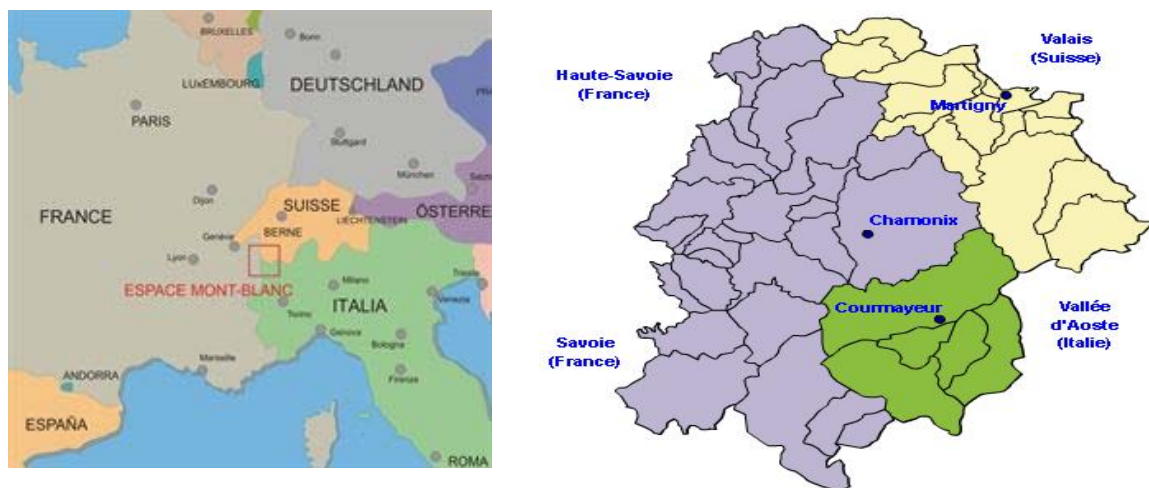 BRUXELLES
Bonn
LUxEMBOURG
DEUTSCHLAND
PARIS
Stuttgard
München
Dijon
FRANCE
SUISSE
LIECHTENSTEIN
ÖSTERRE
BERNE
Genève
Lyon
ESPACE MONT-BLANC
Milano
Trieste
Venezia
ITALIA
Torino
Genova
Bologna
Marseille
Firenze
ANDORRA
ESPAÑA
ROMA
Haute-Savoie
(France)
Valais
(Suisse)
Martigny
Chamonix
Courmayeur
Vallée
d'Aoste
(Italie)
Savoie
(France)